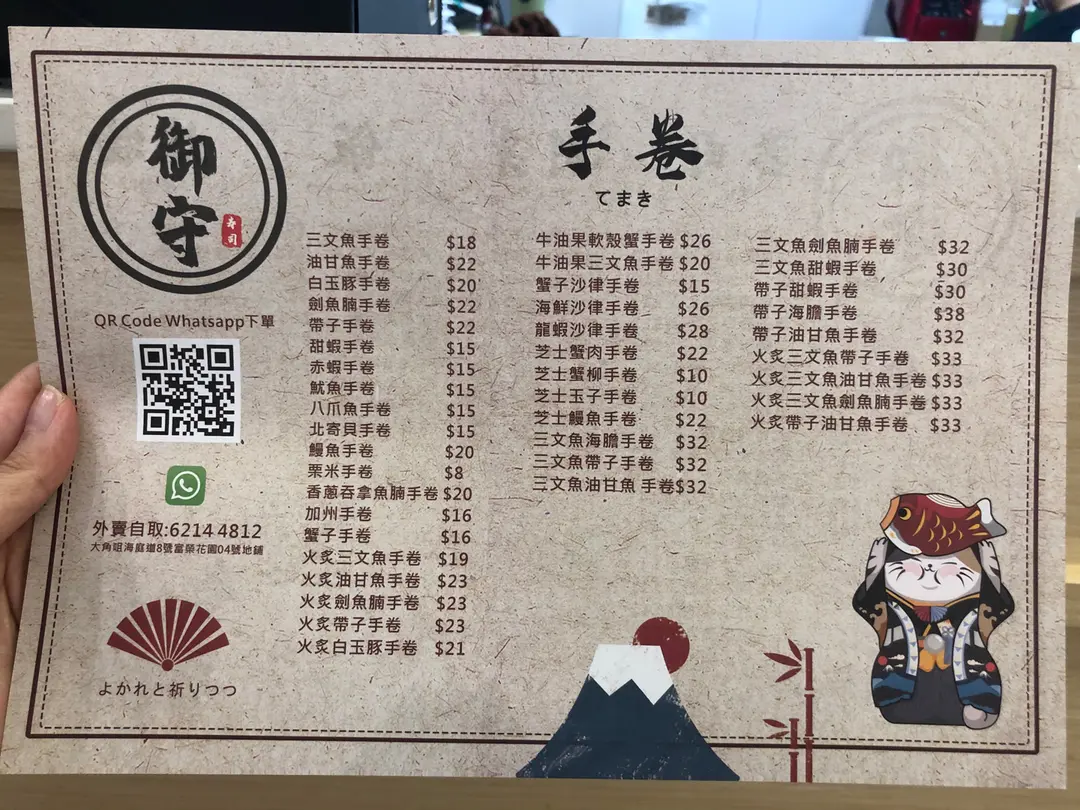 御守
寿司
QR Code Whatsapp下單
外賣自取:6214 4812
大角咀海庭道8號富榮花園04號地鋪
よかれと祈りつつ
手卷
てまき
三文魚手卷 $18
油甘魚手卷 $22
白玉豚手卷 $20
劍魚腩手卷 $22
帶子手卷 $22
甜蝦手卷 $15
赤蝦手卷 $15
魷魚手卷 $15
八爪魚手卷 $15
北寄貝手卷 $15
鰻魚手卷 $20
栗米手卷 $8
香蔥吞拿魚腩手卷 $20
加州手卷 $16
蟹子手卷 $16
火炙三文魚手卷 $19
火炙油甘魚手卷 $23
火炙劍魚腩手卷 $23
火炙帶子手卷 $23
火炙白玉豚手卷 $21
牛油果軟殼蟹手卷 $26
牛油果三文魚手卷 $20
蟹子沙律手卷 $15
海鮮沙律手卷 $26
龍蝦沙律手卷 $28
芝士蟹肉手卷 $22
芝士蟹柳手卷 $10
芝士玉子手卷 $10
芝士鰻魚手卷 $22
三文魚海膽手卷 $32
三文魚帶子手卷 $32
三文魚油甘魚 手卷$32
三文魚劍魚腩手卷 $32
三文魚甜蝦手卷 $30
帶子甜蝦手卷 $30
帶子海膽手卷 $38
帶子油甘魚手卷 $32
火炙三文魚帶子手卷 $33
火炙三文魚油甘魚手卷 $33
火炙三文魚劍魚腩手卷 $33
火炙帶子油甘魚手卷 $33